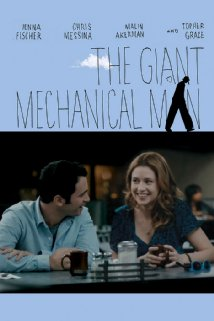 JENNA FISCHER
CHRIS MESSINA
MALIN AKERMAN
AND
TOPHER GRACE
THE GIANT
MECHANICAL MAN